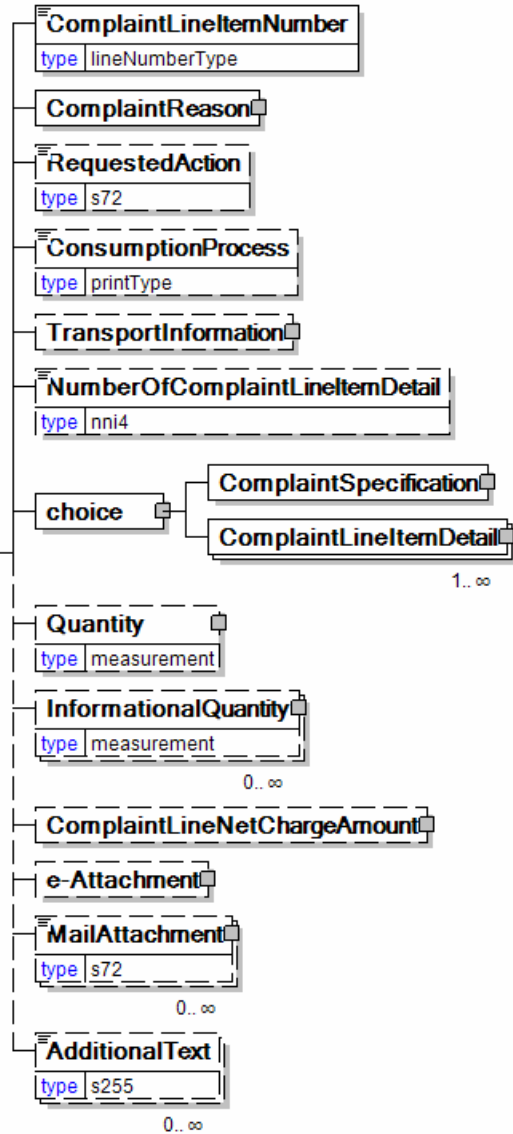 ComplaintLineItemNumber
type lineNumberType
ComplaintReason
RequestedAction
type s72
ConsumptionProcess
type printType
TransportInformation
NumberOfComplaintLineItemDetail
type nni4
choice
ComplaintSpecification
ComplaintLineItemDetail
1.. ∞
Quantity
type measurement
InformationalQuantity
type measurement
0.. ∞
ComplaintLineNetChargeAmount
e-Attachment
MailAttachment
type s72
0.. ∞
AdditionalText
type s255
0.. ∞